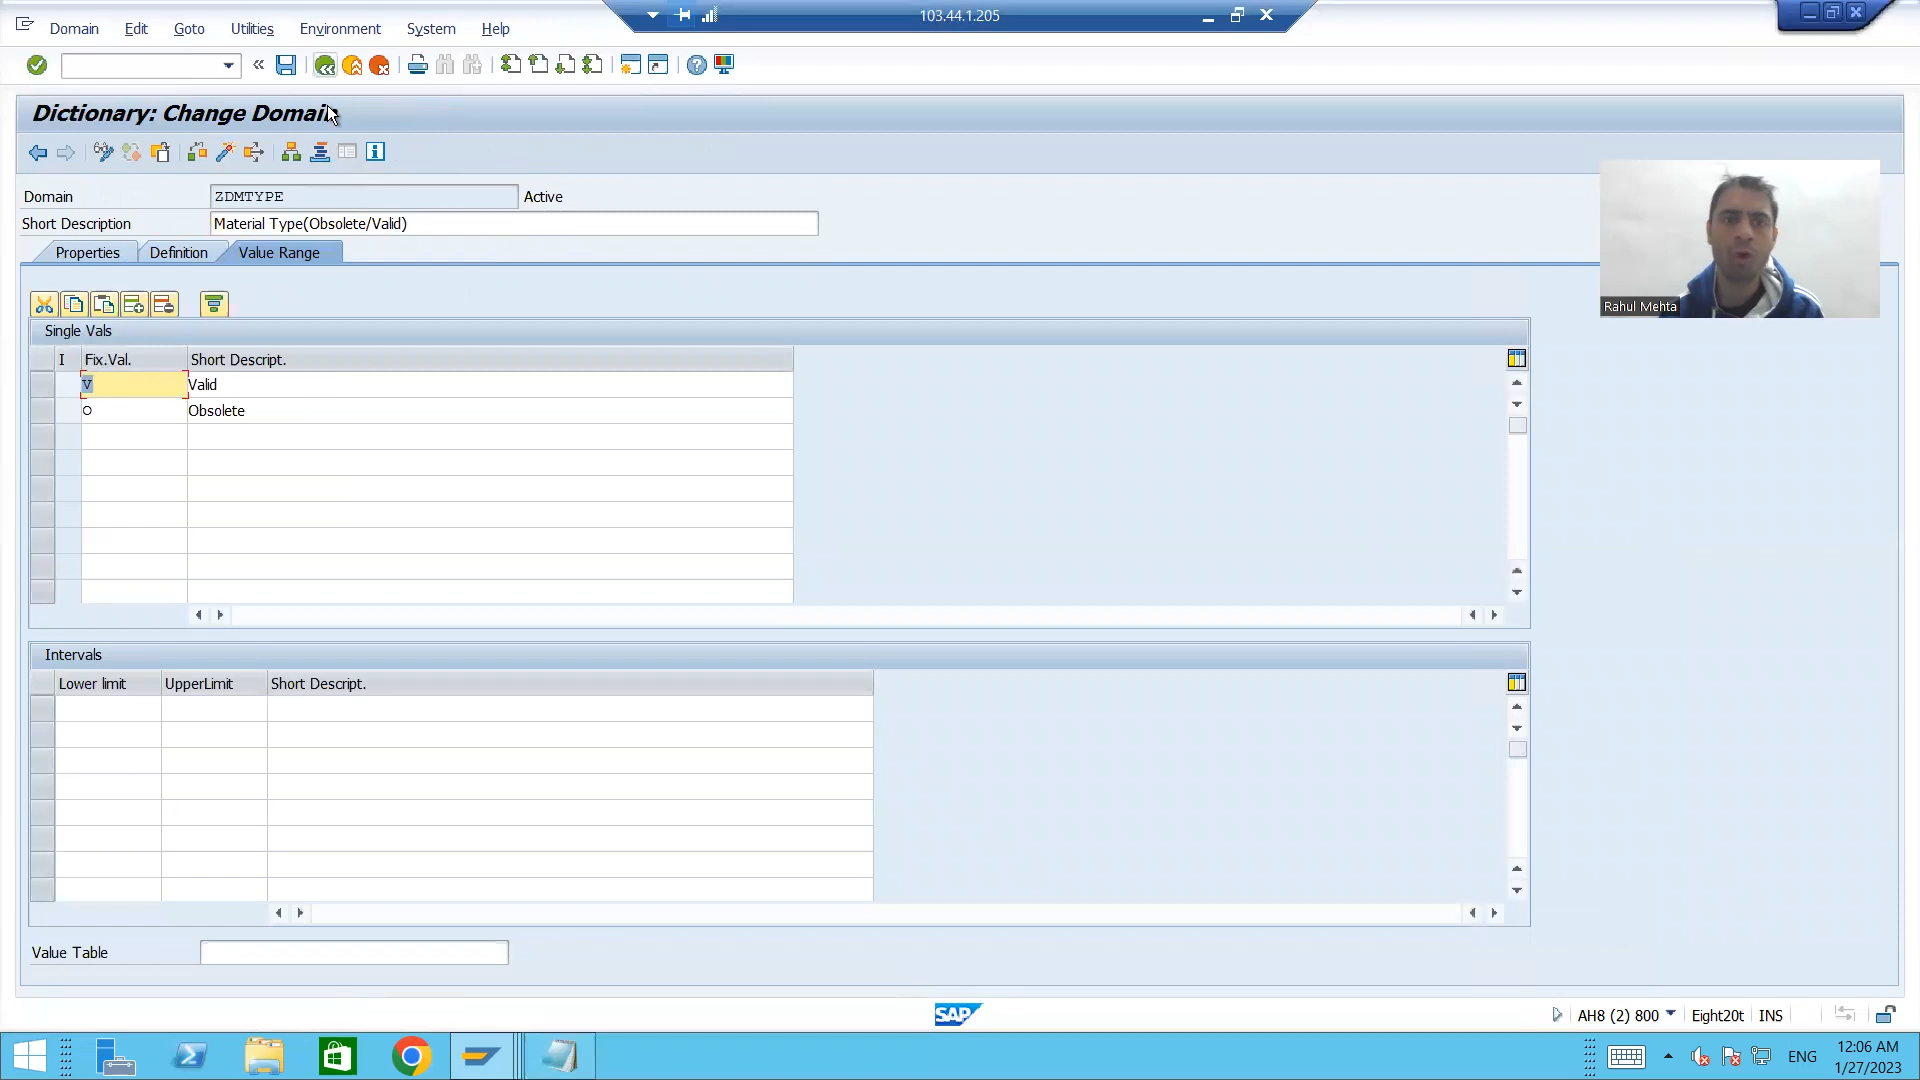 103.44.1.205
Domain Edit Goto Utilities Environment System Help
Dictionary: Change Domain
Domain ZDMTYPE Active
Short Description Material Type(Obsolete/Valid)
Properties Definition Value Range
Rahul Mehta
Single Vals
I Fix.Val. Short Descript.
V Valid
O Obsolete
Intervals
Lower limit UpperLimit Short Descript.
Value Table
SAP
AH8 (2) 800 Eight20t INS
ENG
12:06 AM
1/27/2023